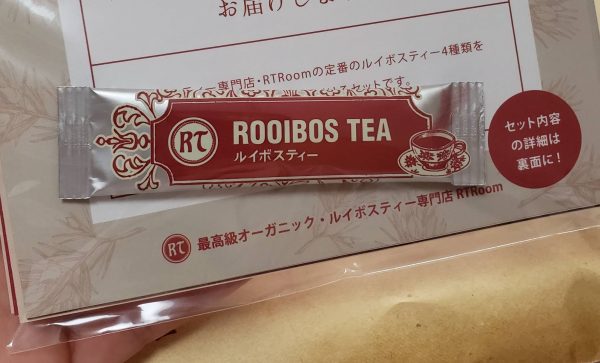 お届けしま
専門店・RTRoomの定番のルイボスティー4種類を
セットです。
RT
ROOIBOS TEA
ルイボスティー
セット内容
の詳細は
裏面に!
RT 最高級オーガニック・ルイボスティー専門店 RTRoom